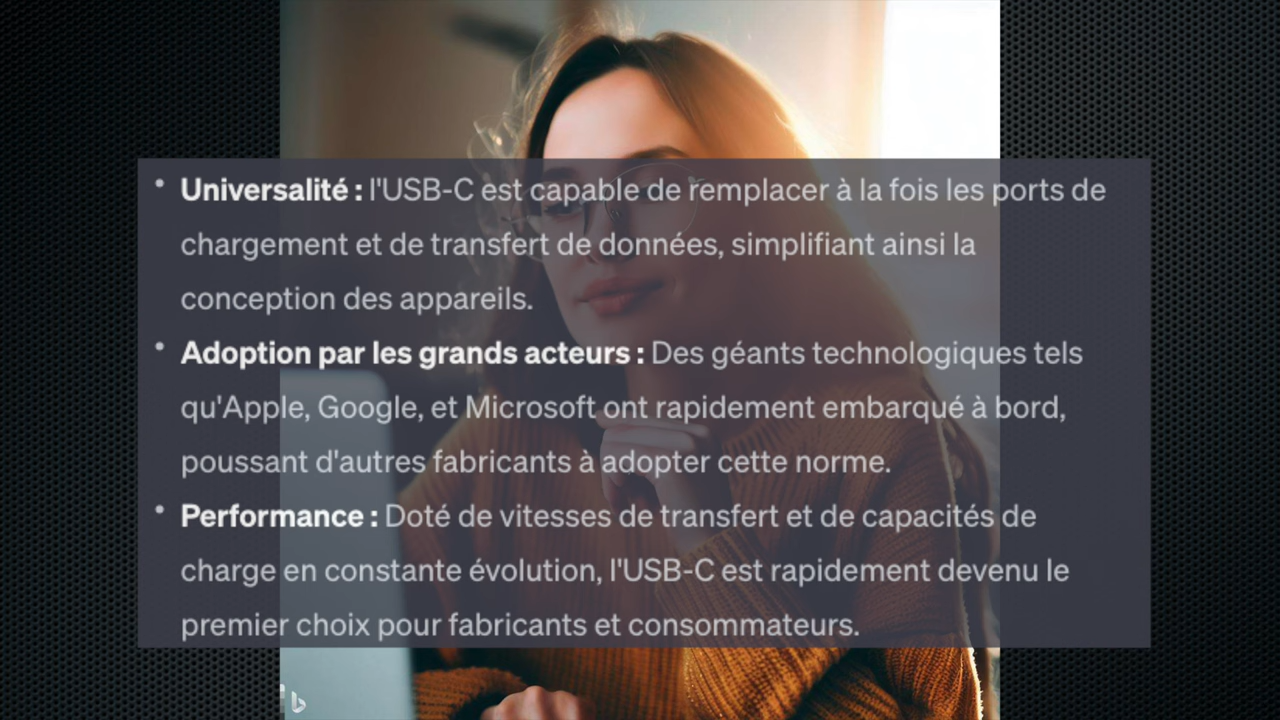 • Universalité : l'USB-C est capable de remplacer à la fois les ports de
chargement et de transfert de données, simplifiant ainsi la
conception des appareils.
• Adoption par les grands acteurs : Des géants technologiques tels
qu'Apple, Google, et Microsoft ont rapidement embarqué à bord,
poussant d'autres fabricants à adopter cette norme.
• Performance : Doté de vitesses de transfert et de capacités de
charge en constante évolution, l'USB-C est rapidement devenu le
premier choix pour fabricants et consommateurs.